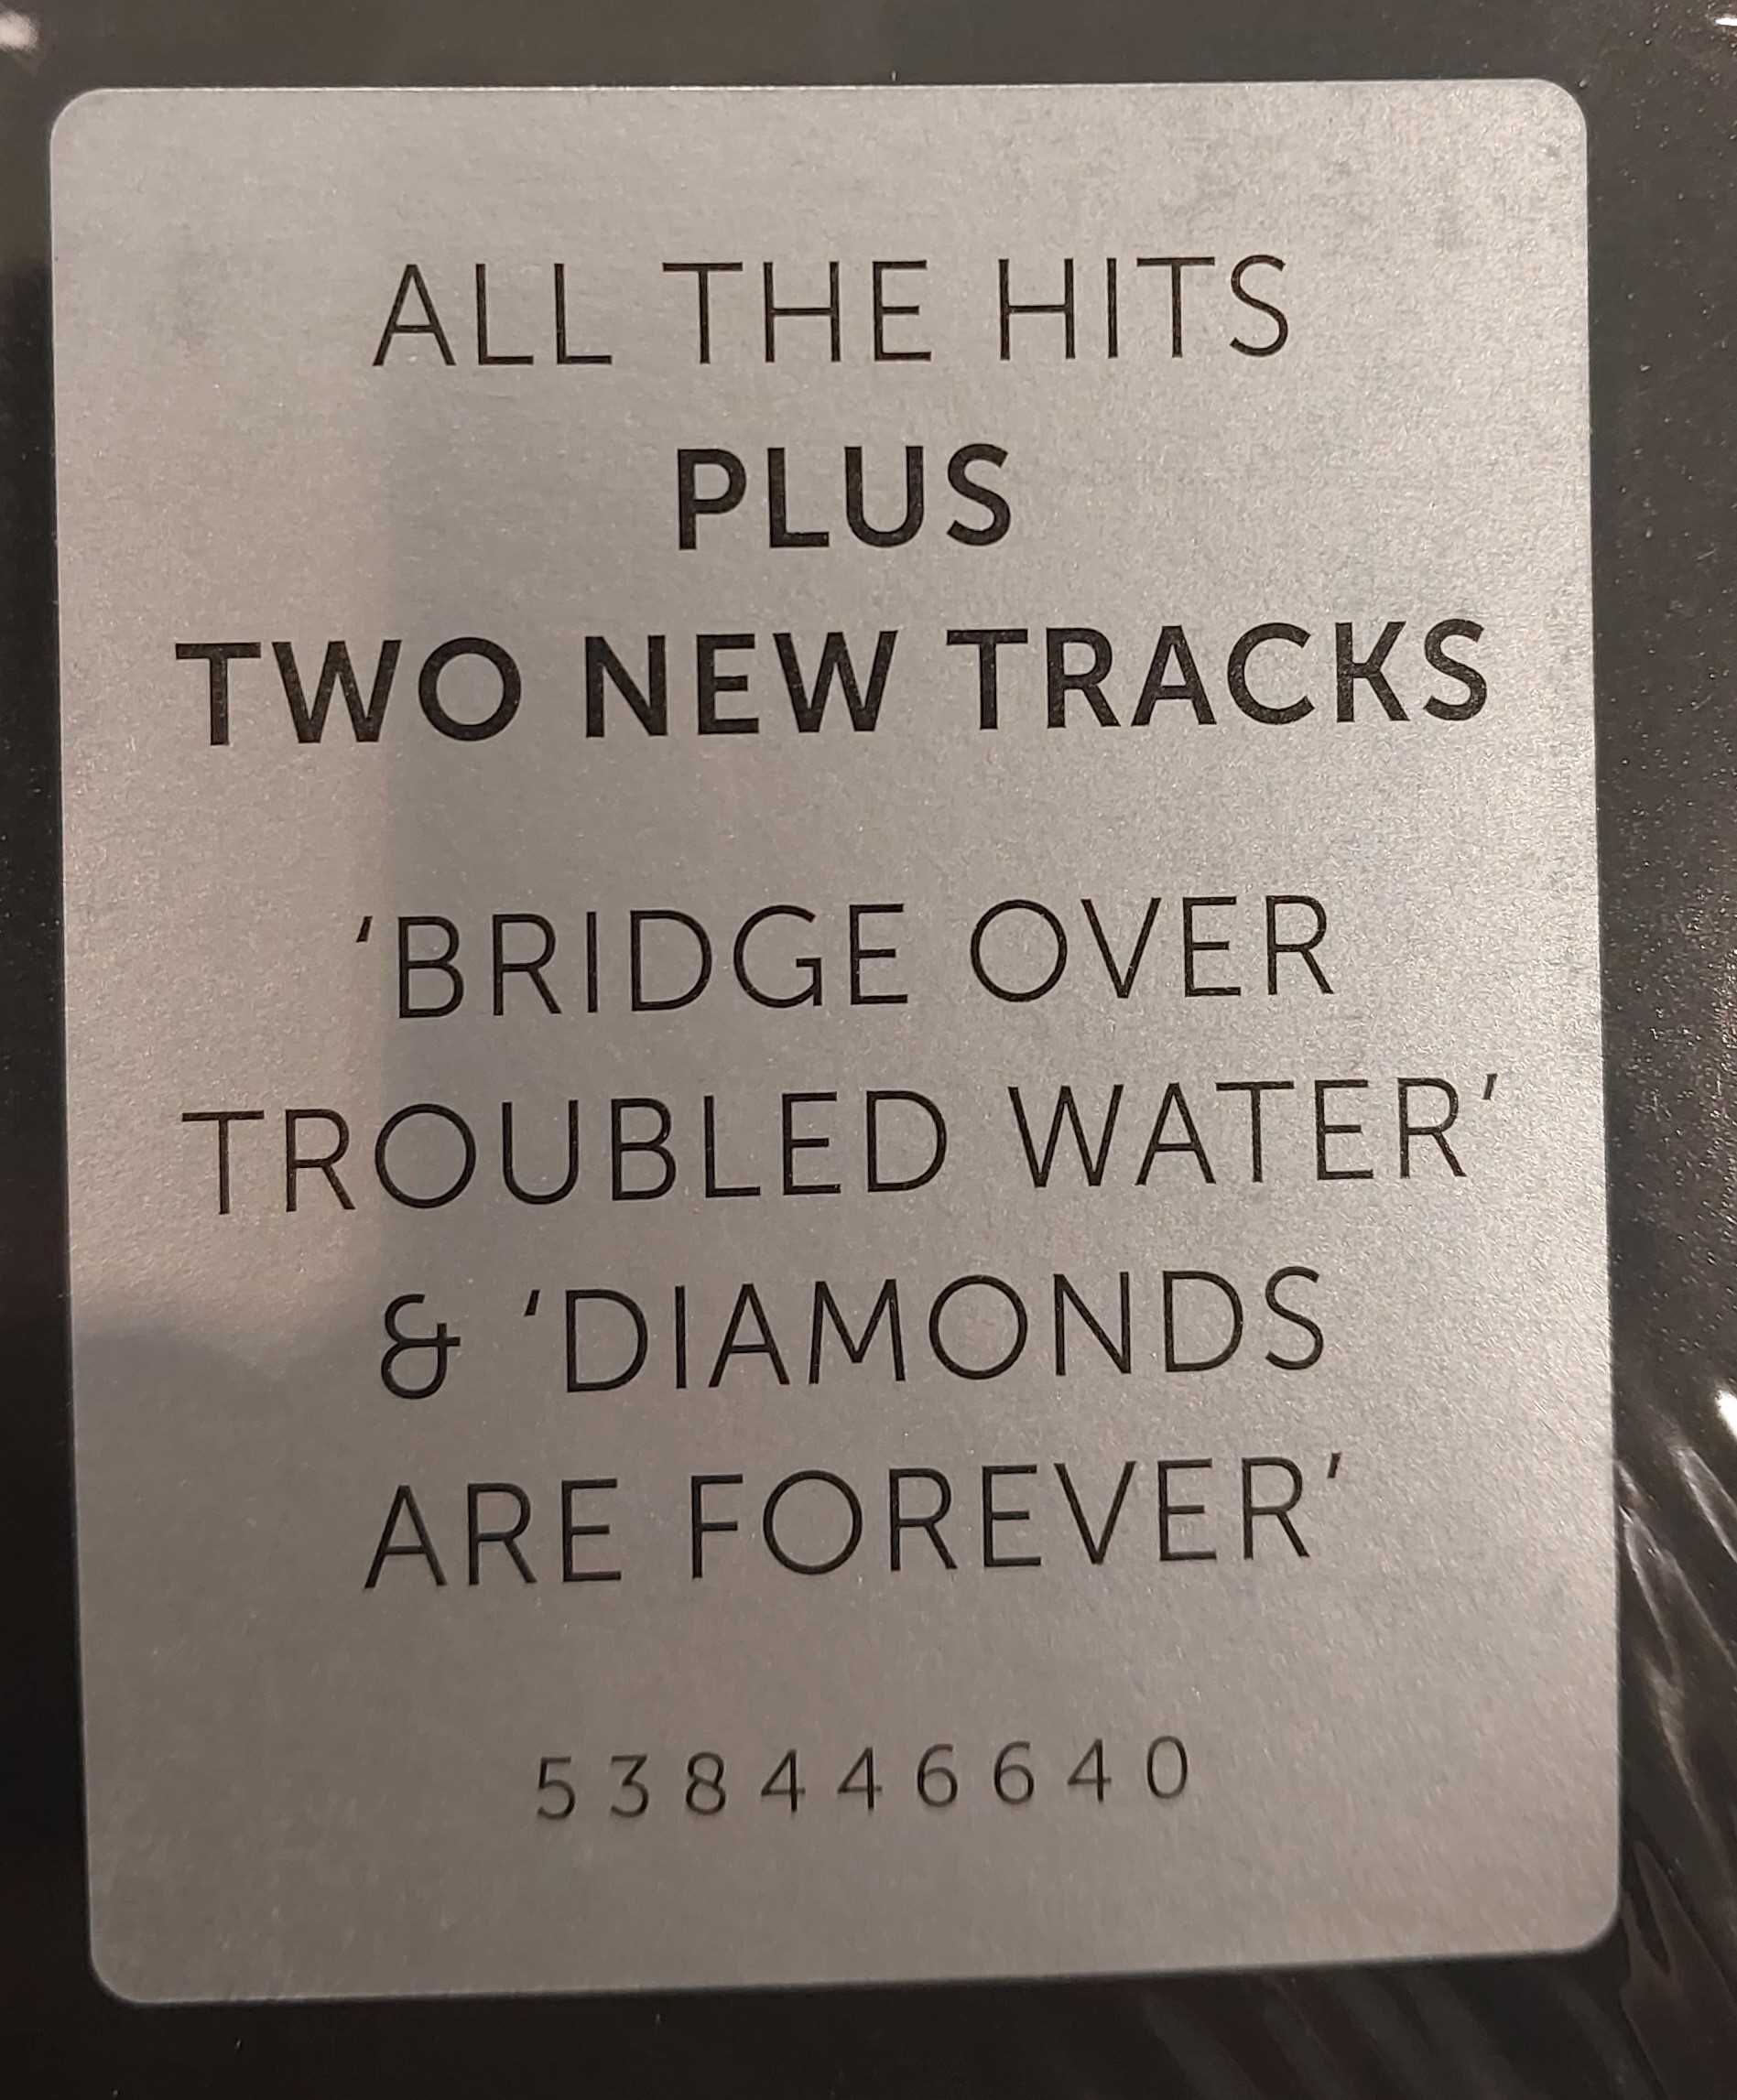 ALL THE HITS
PLUS
TWO NEW TRACKS
‘BRIDGE OVER
TROUBLED WATER’
& ‘DIAMONDS
ARE FOREVER’
538446640